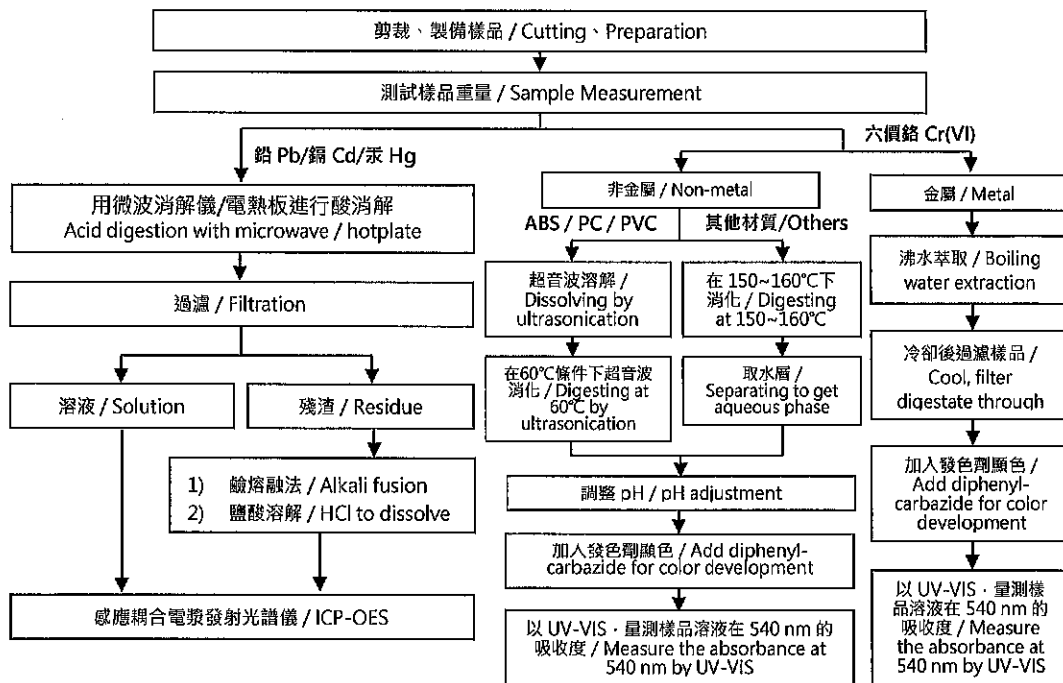 剪裁、製備樣品 / Cutting、Preparation
測試樣品重量 / Sample Measurement
鉛 Pb/鎘 Cd/汞 Hg
六價鉻 Cr(VI)
用微波消解儀/電熱板進行酸消解
Acid digestion with microwave / hotplate
過濾 / Filtration
溶液 / Solution
殘渣 / Residue
1) 鹼熔融法 / Alkali fusion
2) 鹽酸溶解 / HCl to dissolve
感應耦合電漿發射光譜儀 / ICP-OES
非金屬 / Non-metal
ABS / PC / PVC
其他材質/Others
超音波溶解 /
Dissolving by
ultrasonication
在60℃條件下超音波
消化 / Digesting at
60℃ by
ultrasonication
在 150~160℃下
消化 / Digesting
at 150~160℃
取水層 /
Separating to get
aqueous phase
調整 pH / pH adjustment
加入發色劑顯色 / Add diphenyl-
carbazide for color development
以 UV-VIS．量測樣品溶液在 540 nm 的
吸收度 / Measure the absorbance at
540 nm by UV-VIS
金屬 / Metal
沸水萃取 / Boiling
water extraction
冷卻後過濾樣品 /
Cool, filter
digestate through
加入發色劑顯色 /
Add diphenyl-
carbazide for color
development
以 UV-VIS．量測樣
品溶液在 540 nm 的
吸收度 / Measure
the absorbance at
540 nm by UV-VIS